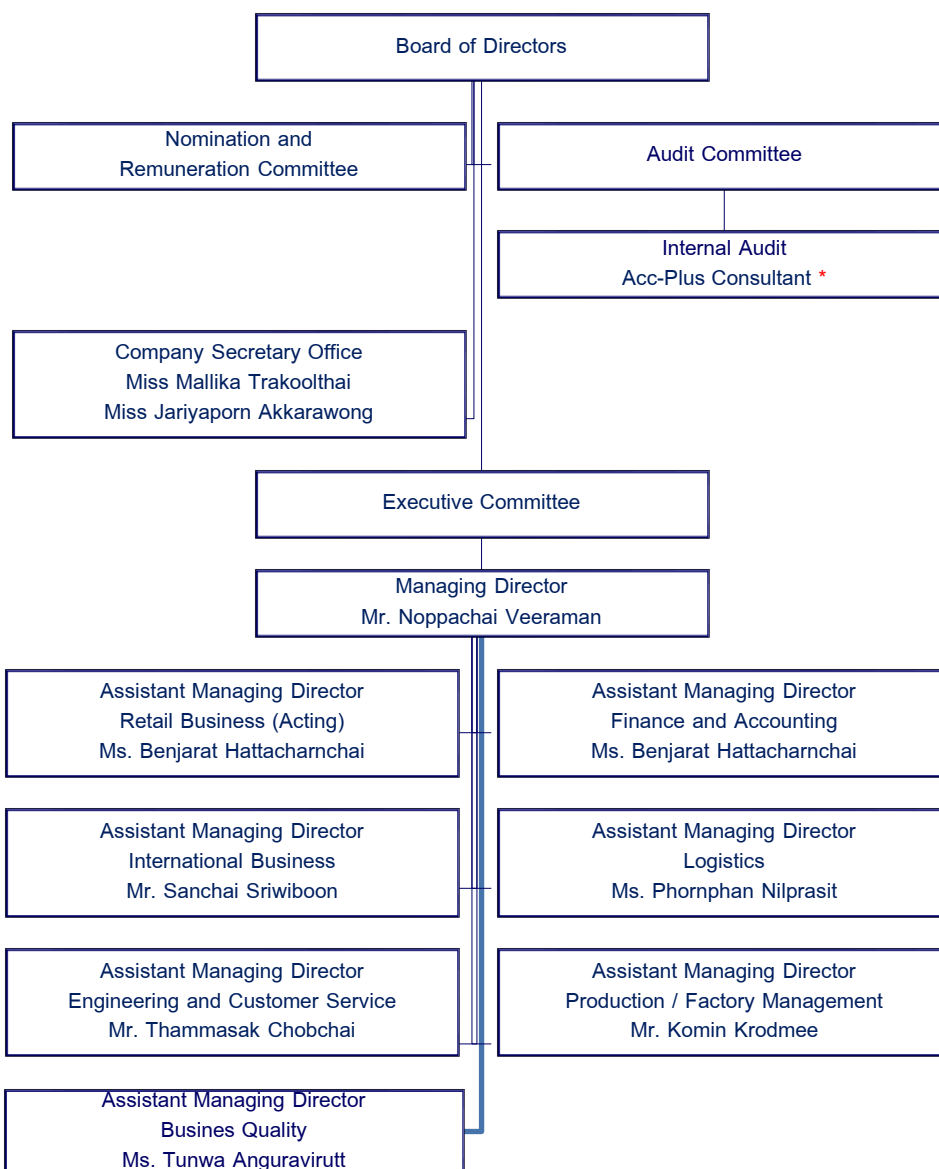 Board of Directors
Nomination and
Remuneration Committee
Audit Committee
Internal Audit
Acc-Plus Consultant *
Company Secretary Office
Miss Mallika Trakoolthai
Miss Jariyaporn Akkarawong
Executive Committee
Managing Director
Mr. Noppachai Veeraman
Assistant Managing Director
Retail Business (Acting)
Ms. Benjarat Hattacharnchai
Assistant Managing Director
Finance and Accounting
Ms. Benjarat Hattacharnchai
Assistant Managing Director
International Business
Mr. Sanchai Sriwiboon
Assistant Managing Director
Logistics
Ms. Phornphan Nilprasit
Assistant Managing Director
Engineering and Customer Service
Mr. Thammasak Chobchai
Assistant Managing Director
Production / Factory Management
Mr. Komin Krodmee
Assistant Managing Director
Busines Quality
Ms. Tunwa Anguravirutt